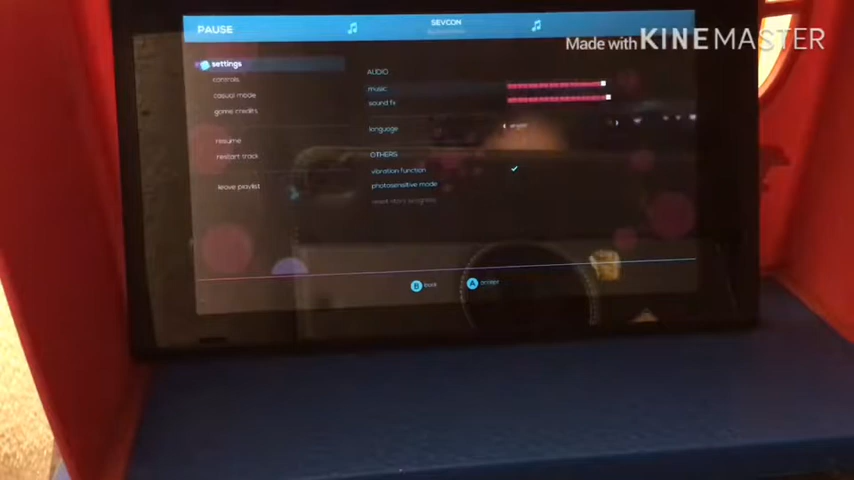 PAUSE
SEVCON
Made with KINEMASTER
settings
controls
casual mode
game credits
resume
restart track
leave playlist
AUDIO
music
sound fx
language
OTHERS
vibration function
photosensitive mode
B back
A accept